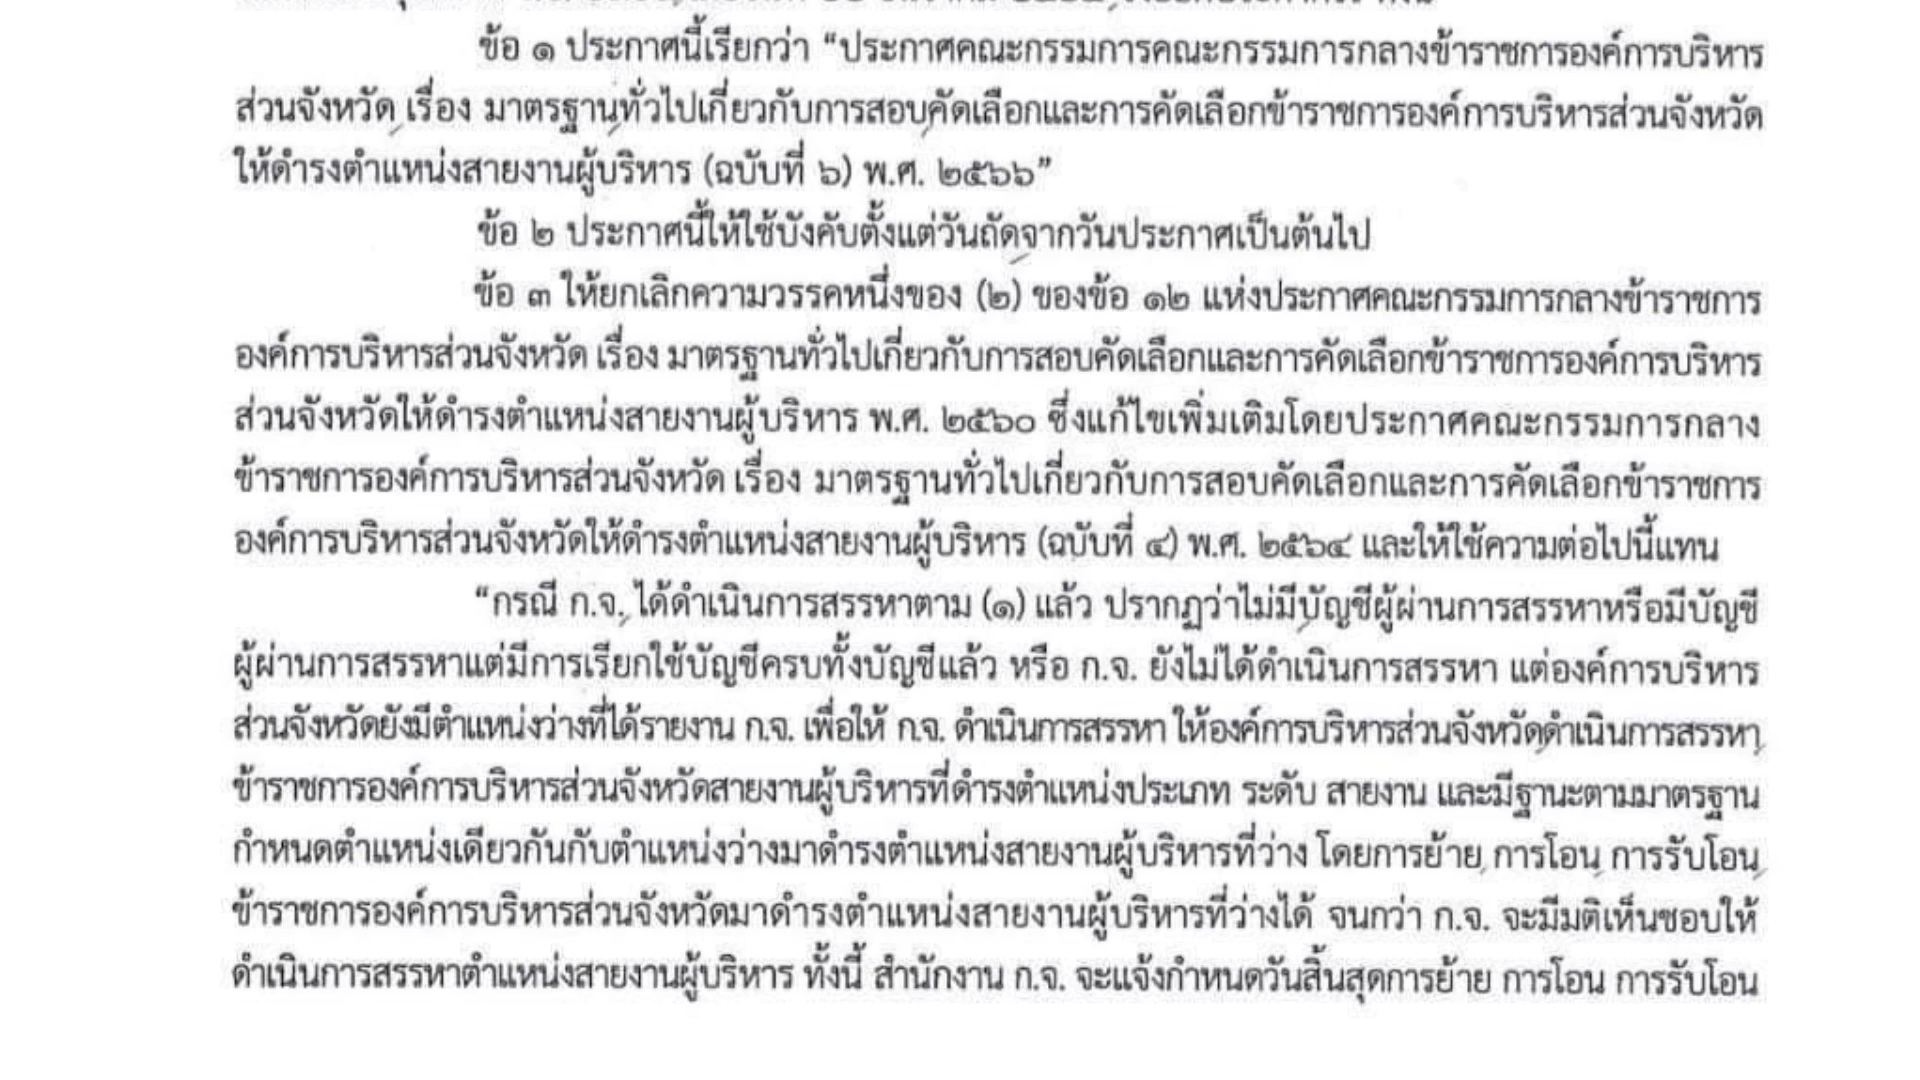 ข้อ ๑ ประกาศนี้เรียกว่า “ประกาศคณะกรรมการคณะกรรมการกลางข้าราชการองค์การบริหาร
ส่วนจังหวัด เรื่อง มาตรฐานทั่วไปเกี่ยวกับการสอบคัดเลือกและการคัดเลือกข้าราชการองค์การบริหารส่วนจังหวัด
ให้ดำรงตำแหน่งสายงานผู้บริหาร (ฉบับที่ ๖) พ.ศ. ๒๕๖๖”
ข้อ ๒ ประกาศนี้ให้ใช้บังคับตั้งแต่วันถัดจากวันประกาศเป็นต้นไป
ข้อ ๓ ให้ยกเลิกความวรรคหนึ่งของ (๒) ของข้อ ๑๒ แห่งประกาศคณะกรรมการกลางข้าราชการ
องค์การบริหารส่วนจังหวัด เรื่อง มาตรฐานทั่วไปเกี่ยวกับการสอบคัดเลือกและการคัดเลือกข้าราชการองค์การบริหาร
ส่วนจังหวัดให้ดำรงตำแหน่งสายงานผู้บริหาร พ.ศ. ๒๕๖๐ ซึ่งแก้ไขเพิ่มเติมโดยประกาศคณะกรรมการกลาง
ข้าราชการองค์การบริหารส่วนจังหวัด เรื่อง มาตรฐานทั่วไปเกี่ยวกับการสอบคัดเลือกและการคัดเลือกข้าราชการ
องค์การบริหารส่วนจังหวัดให้ดำรงตำแหน่งสายงานผู้บริหาร (ฉบับที่ ๔) พ.ศ. ๒๕๖๔ และให้ใช้ความต่อไปนี้แทน
“กรณี ก.จ. ได้ดำเนินการสรรหาตาม (๑) แล้ว ปรากฏว่าไม่มีบัญชีผู้ผ่านการสรรหาหรือมีบัญชี
ผู้ผ่านการสรรหาแต่มีการเรียกใช้บัญชีครบทั้งบัญชีแล้ว หรือ ก.จ. ยังไม่ได้ดำเนินการสรรหา แต่องค์การบริหาร
ส่วนจังหวัดยังมีตำแหน่งว่างที่ได้รายงาน ก.จ. เพื่อให้ ก.จ. ดำเนินการสรรหา ให้องค์การบริหารส่วนจังหวัดดำเนินการสรรหา
ข้าราชการองค์การบริหารส่วนจังหวัดสายงานผู้บริหารที่ดำรงตำแหน่งประเภท ระดับ สายงาน และมีฐานะตามมาตรฐาน
กำหนดตำแหน่งเดียวกันกับตำแหน่งว่างมาดำรงตำแหน่งสายงานผู้บริหารที่ว่าง โดยการย้าย การโอน การรับโอน
ข้าราชการองค์การบริหารส่วนจังหวัดมาดำรงตำแหน่งสายงานผู้บริหารที่ว่างได้ จนกว่า ก.จ. จะมีมติเห็นชอบให้
ดำเนินการสรรหาตำแหน่งสายงานผู้บริหาร ทั้งนี้ สำนักงาน ก.จ. จะแจ้งกำหนดวันสิ้นสุดการย้าย การโอน การรับโอน